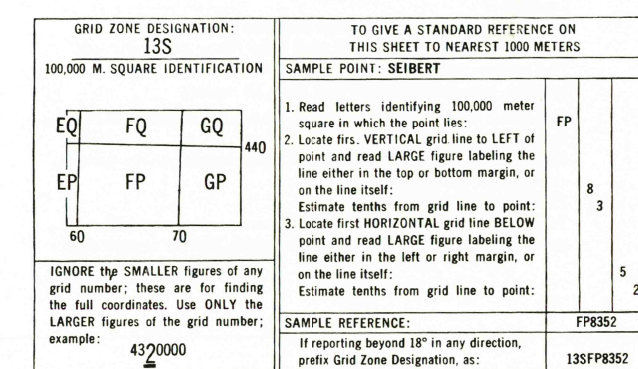 GRID ZONE DESIGNATION:
13S
100,000 M. SQUARE IDENTIFICATION
EQ FQ GQ
440
EP FP GP
60 70
IGNORE the SMALLER figures of any
grid number; these are for finding
the full coordinates. Use ONLY the
LARGER figures of the grid number;
example:
4320000
TO GIVE A STANDARD REFERENCE ON
THIS SHEET TO NEAREST 1000 METERS
SAMPLE POINT: SEIBERT
1. Read letters identifying 100,000 meter
square in which the point lies:
FP
2. Locate firs. VERTICAL grid line to LEFT of
point and read LARGE figure labeling the
line either in the top or bottom margin, or
on the line itself:
8
Estimate tenths from grid line to point:
3
3. Locate first HORIZONTAL grid line BELOW
point and read LARGE figure labeling the
line either in the left or right margin, or
on the line itself:
5
Estimate tenths from grid line to point:
2
SAMPLE REFERENCE:
FP8352
If reporting beyond 18° in any direction,
prefix Grid Zone Designation, as:
13SFP8352